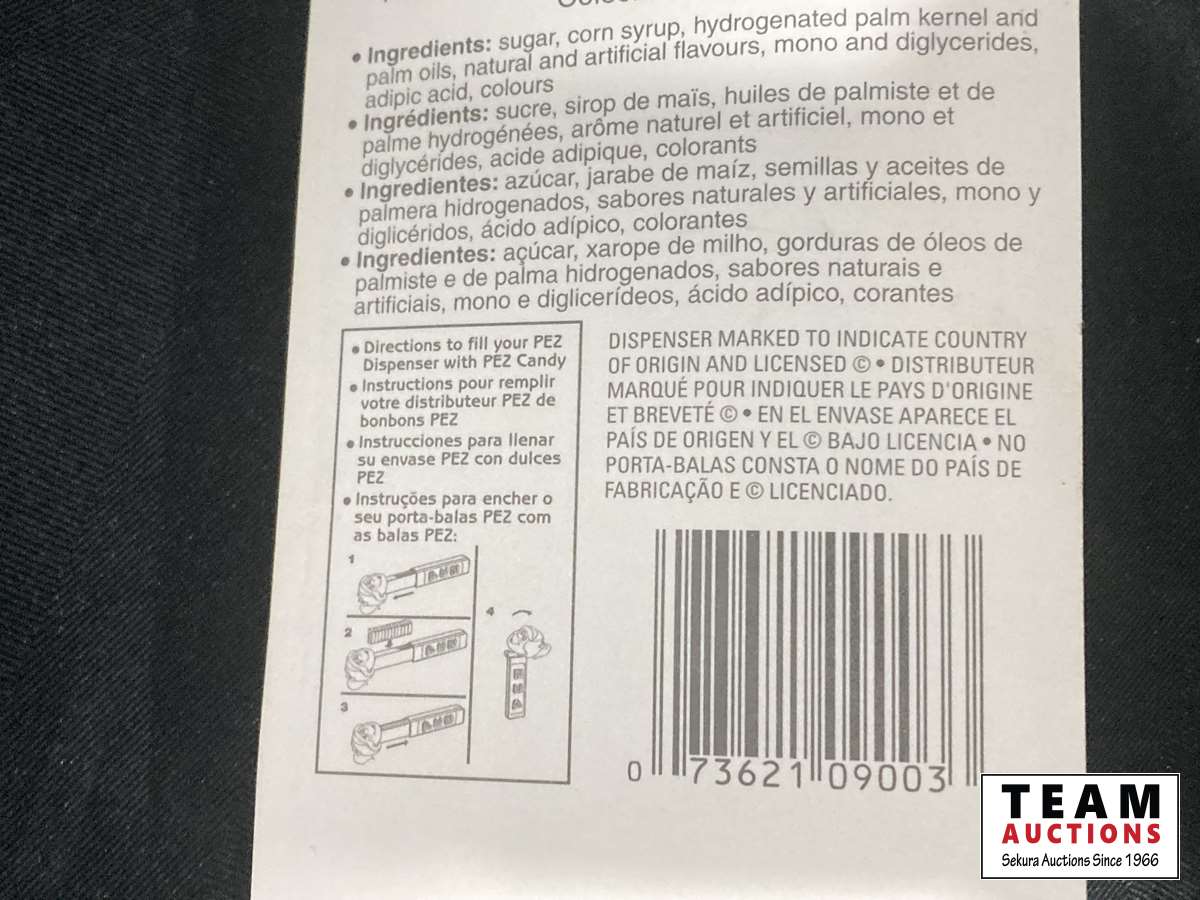 • Ingredients: sugar, corn syrup, hydrogenated palm kernel and
palm oils, natural and artificial flavours, mono and diglycerides,
adipic acid, colours
• Ingrédients: sucre, sirop de maïs, huiles de palmiste et de
palme hydrogénées, arôme naturel et artificiel, mono et
diglycérides, acide adipique, colorants
• Ingredientes: azúcar, jarabe de maíz, semillas y aceites de
palmera hidrogenados, sabores naturales y artificiales, mono y
diglicéridos, ácido adípico, colorantes
• Ingredientes: açúcar, xarope de milho, gorduras de óleos de
palmiste e de palma hidrogenados, sabores naturais e
artificiais, mono e diglicerídeos, ácido adípico, corantes
• Directions to fill your PEZ
Dispenser with PEZ Candy
• Instructions pour remplir
votre distributeur PEZ de
bonbons PEZ
• Instrucciones para llenar
su envase PEZ con dulces
PEZ
• Instruções para encher o
seu porta-balas PEZ com
as balas PEZ:
1
2
3
4
DISPENSER MARKED TO INDICATE COUNTRY
OF ORIGIN AND LICENSED © • DISTRIBUTEUR
MARQUÉ POUR INDIQUER LE PAYS D'ORIGINE
ET BREVETÉ © • EN EL ENVASE APARECE EL
PAÍS DE ORIGEN Y EL © BAJO LICENCIA • NO
PORTA-BALAS CONSTA O NOME DO PAÍS DE
FABRICAÇÃO E © LICENCIADO.
0 73621 09003
TEAM
AUCTIONS
Sekura Auctions Since 1966